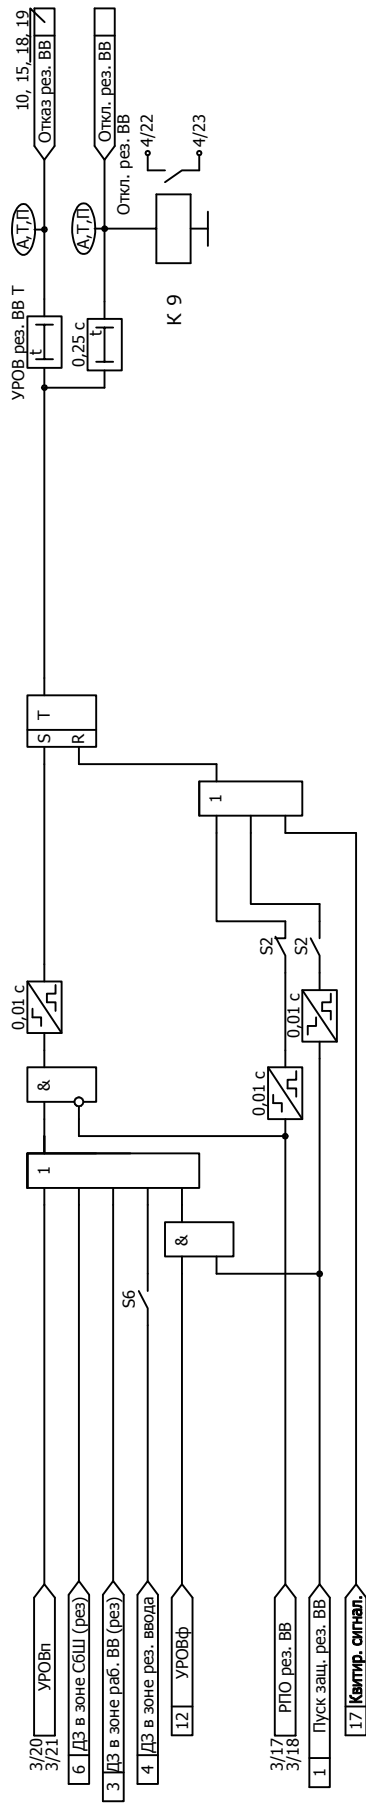 3/20
3/21
УРОВп
6 ДЗ в зоне СбШ (рез)
3 ДЗ в зоне раб. ВВ (рез)
4 ДЗ в зоне рез. ввода
12 УРОВф
3/17
3/18
РПО рез. ВВ
1 Пуск защ. рез. ВВ
17 Квитир. сигнал.
S6
1
&
&
0,01 с
0,01 с
0,01 с
S2
S2
1
S T
R
УРОВ рез. ВВ Т
t
0,25 с
t
А,Т,П
А,Т,П
К 9
Откл. рез. ВВ
4/22
4/23
10, 15, 18, 19
Отказ рез. ВВ
Откл. рез. ВВ